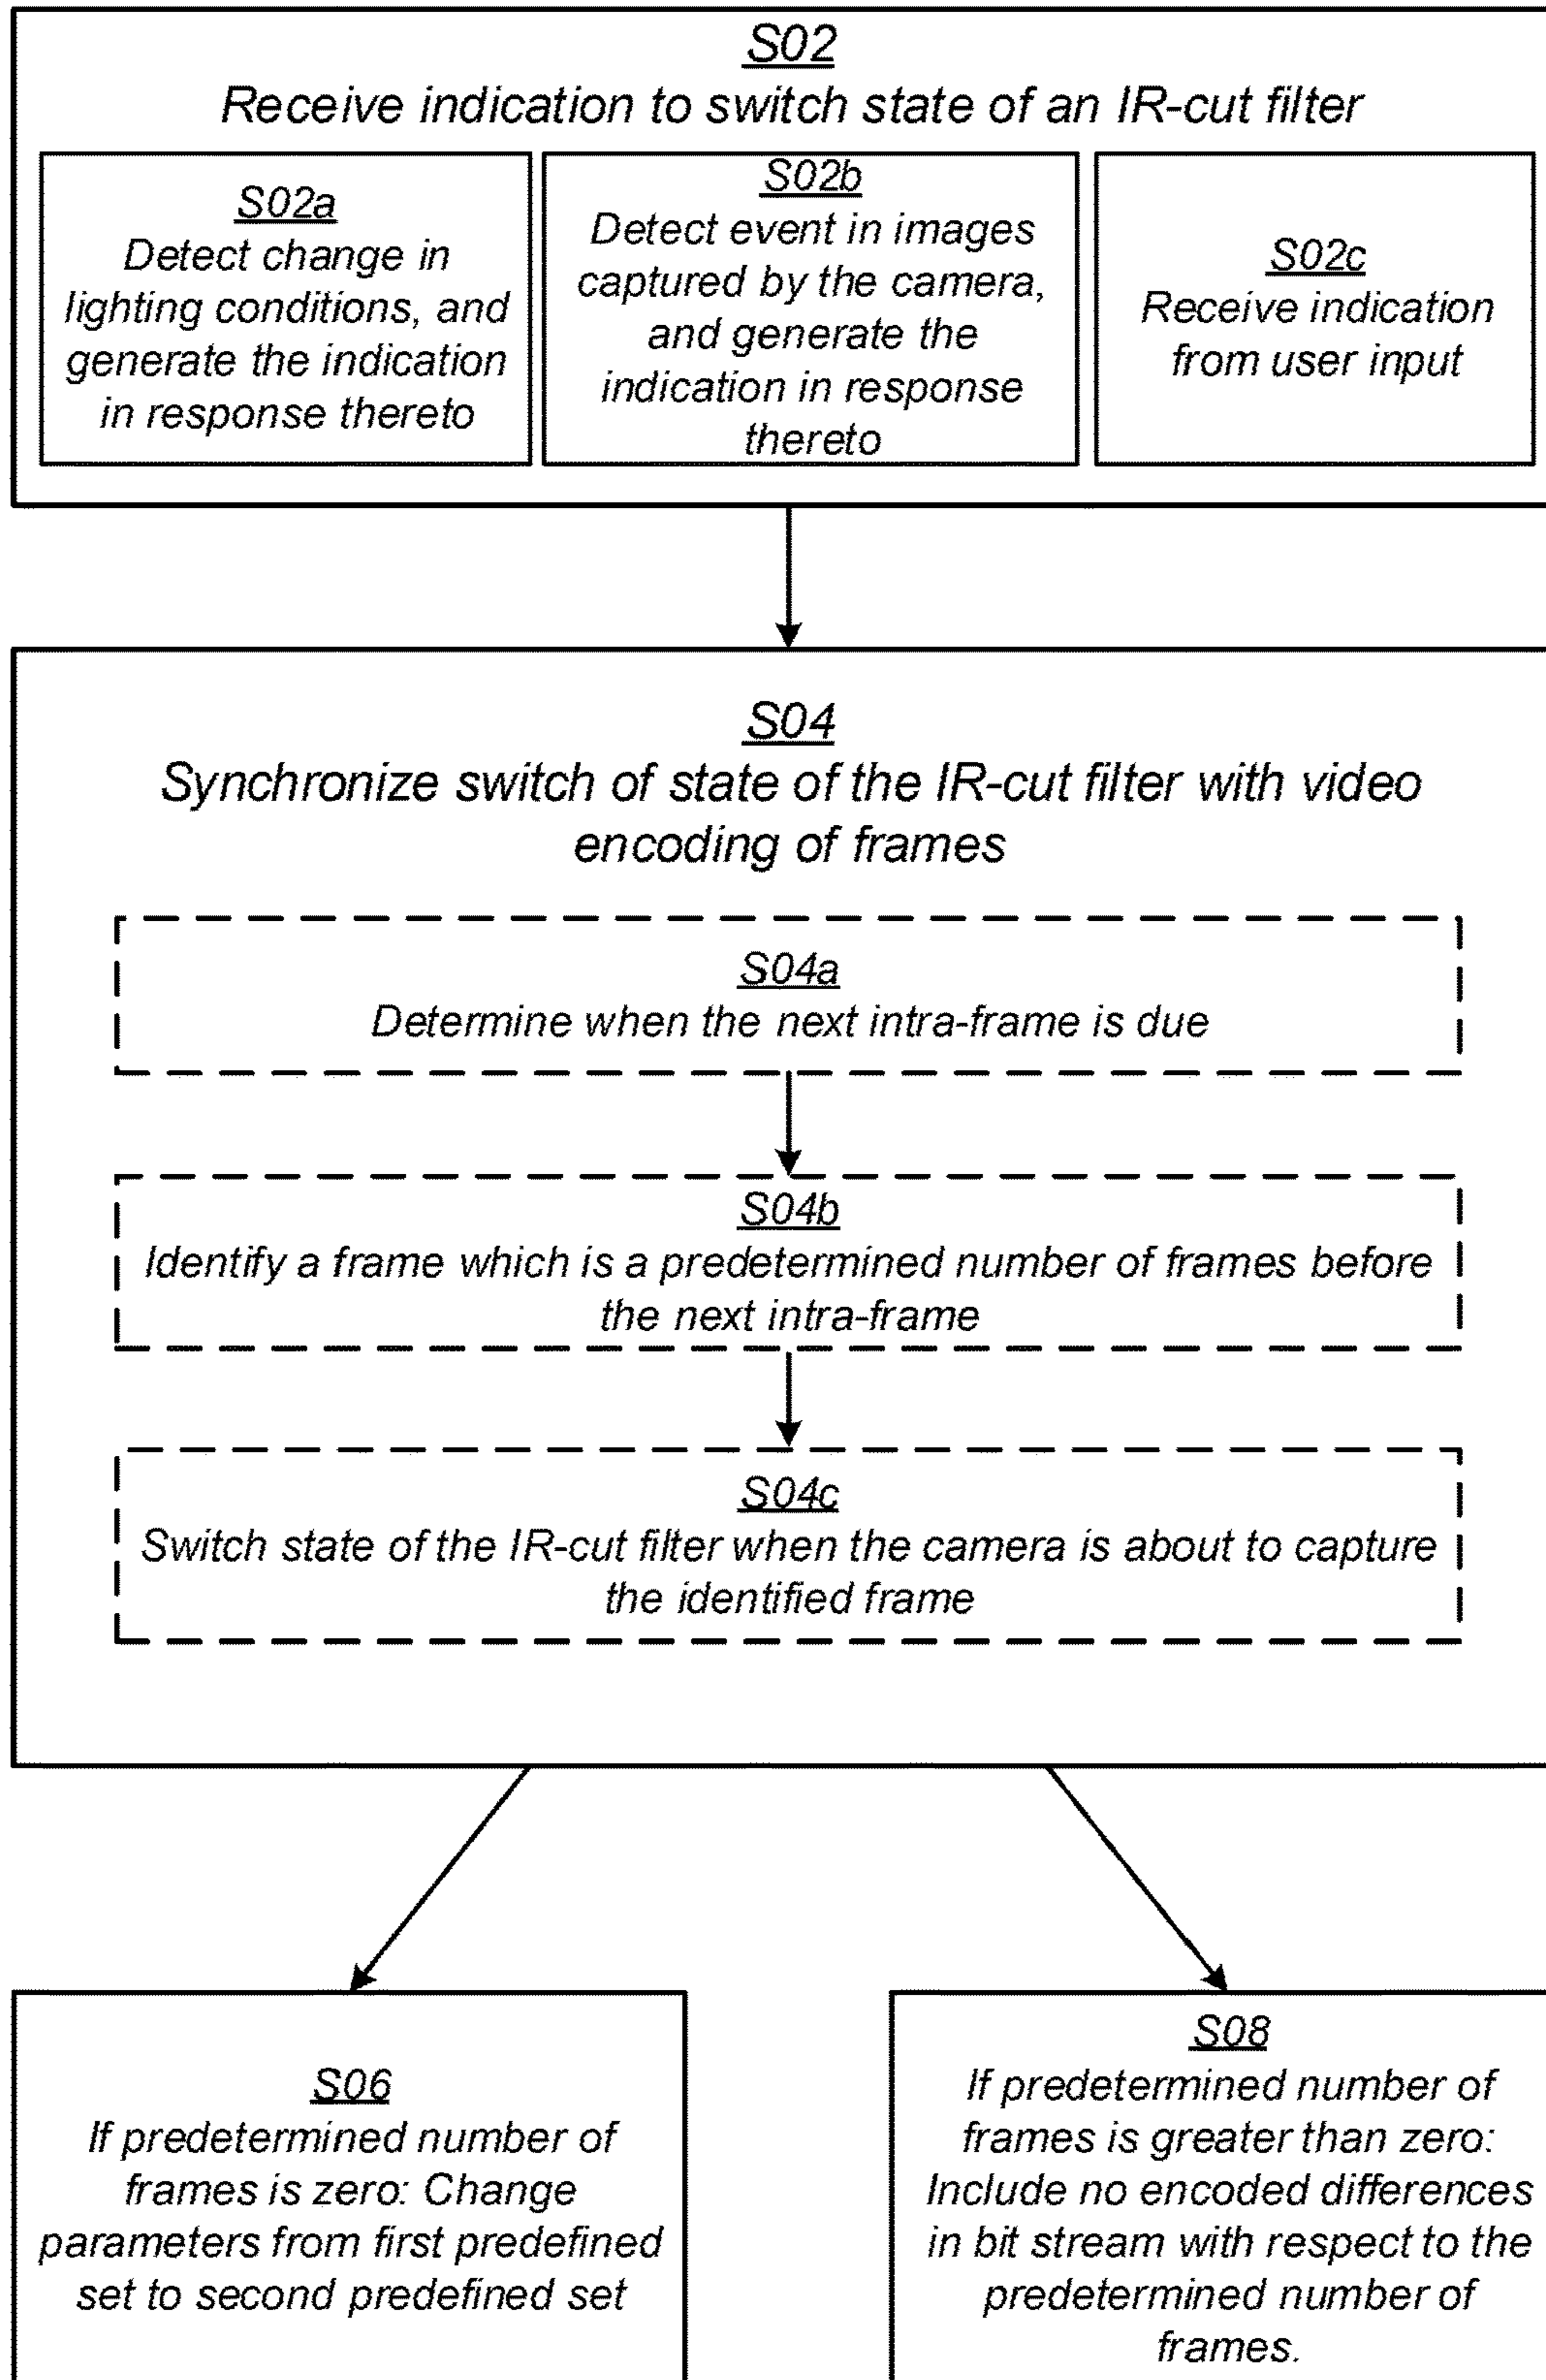 S02
Receive indication to switch state of an IR-cut filter
S02a
Detect change in
lighting conditions, and
generate the indication
in response thereto
S02b
Detect event in images
captured by the camera,
and generate the
indication in response
thereto
S02c
Receive indication
from user input
S04
Synchronize switch of state of the IR-cut filter with video
encoding of frames
S04a
Determine when the next intra-frame is due
S04b
Identify a frame which is a predetermined number of frames before
the next intra-frame
S04c
Switch state of the IR-cut filter when the camera is about to capture
the identified frame
S06
If predetermined number of
frames is zero: Change
parameters from first predefined
set to second predefined set
S08
If predetermined number of
frames is greater than zero:
Include no encoded differences
in bit stream with respect to the
predetermined number of
frames.